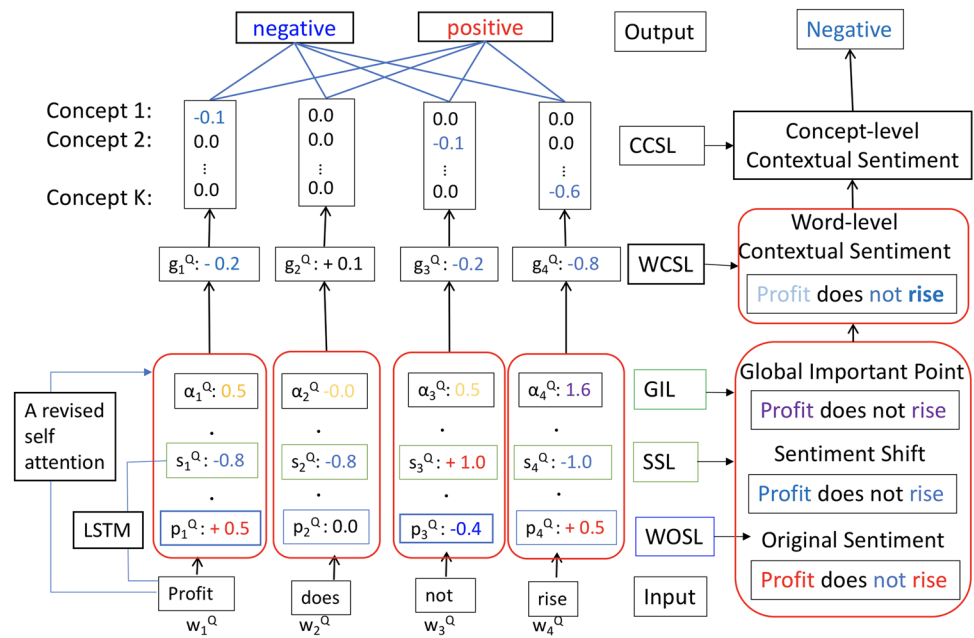 negative
positive
Output
Negative
Concept 1:
Concept 2:
Concept K:
-0.1
0.0
...
0.0
0.0
0.0
...
0.0
0.0
-0.1
...
0.0
0.0
0.0
...
-0.6
CCSL
Concept-level
Contextual Sentiment
g₁Q: - 0.2
g₂Q: + 0.1
g₃Q: -0.2
g₄Q: -0.8
WCSL
Word-level
Contextual Sentiment
Profit does not rise
A revised
self
attention
LSTM
α₁Q: 0.5
α₂Q -0.0
α₃Q: 0.5
α₄Q: 1.6
GIL
Global Important Point
Profit does not rise
s₁Q: -0.8
s₂Q: -0.8
s₃Q: + 1.0
s₄Q: -1.0
SSL
Sentiment Shift
Profit does not rise
p₁Q: + 0.5
p₂Q: 0.0
p₃Q: -0.4
p₄Q: + 0.5
WOSL
Original Sentiment
Profit does not rise
Profit
does
not
rise
Input
w₁Q
w₂Q
w₃Q
w₄Q